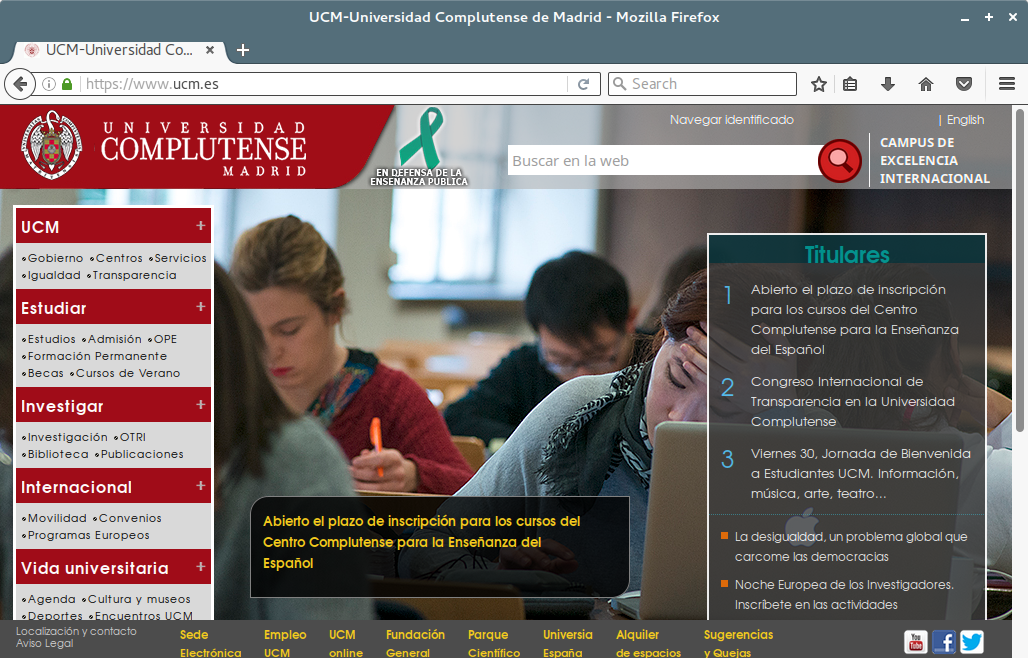 UCM-Universidad Complutense de Madrid - Mozilla Firefox
UCM-Universidad Co...
https://www.ucm.es
Search
UNIVERSIDAD
COMPLUTENSE
MADRID
EN DEFENSA DE LA
ENSEÑANZA PÚBLICA
Navegar identificado
| English
Buscar en la web
CAMPUS DE
EXCELENCIA
INTERNACIONAL
UCM +
Gobierno Centros Servicios
Igualdad Transparencia
Estudiar +
Estudios Admisión OPE
Formación Permanente
Becas Cursos de Verano
Investigar +
Investigación OTRI
Biblioteca Publicaciones
Internacional +
Movilidad Convenios
Programas Europeos
Vida universitaria +
Agenda Cultura y museos
Deportes Encuentros UCM
Abierto el plazo de inscripción para los cursos del
Centro Complutense para la Enseñanza del
Español
Titulares
1 Abierto el plazo de inscripción
para los cursos del Centro
Complutense para la Enseñanza
del Español
2 Congreso Internacional de
Transparencia en la Universidad
Complutense
3 Viernes 30, Jornada de Bienvenida
a Estudiantes UCM. Información,
música, arte, teatro...
La desigualdad, un problema global que
carcome las democracias
Noche Europea de los Investigadores.
Inscríbete en las actividades
Localización y contacto
Aviso Legal
Sede
Electrónica
Empleo
UCM
UCM
online
Fundación
General
Parque
Científico
Universia
España
Alquiler
de espacios
Sugerencias
y Quejas
You
Tube